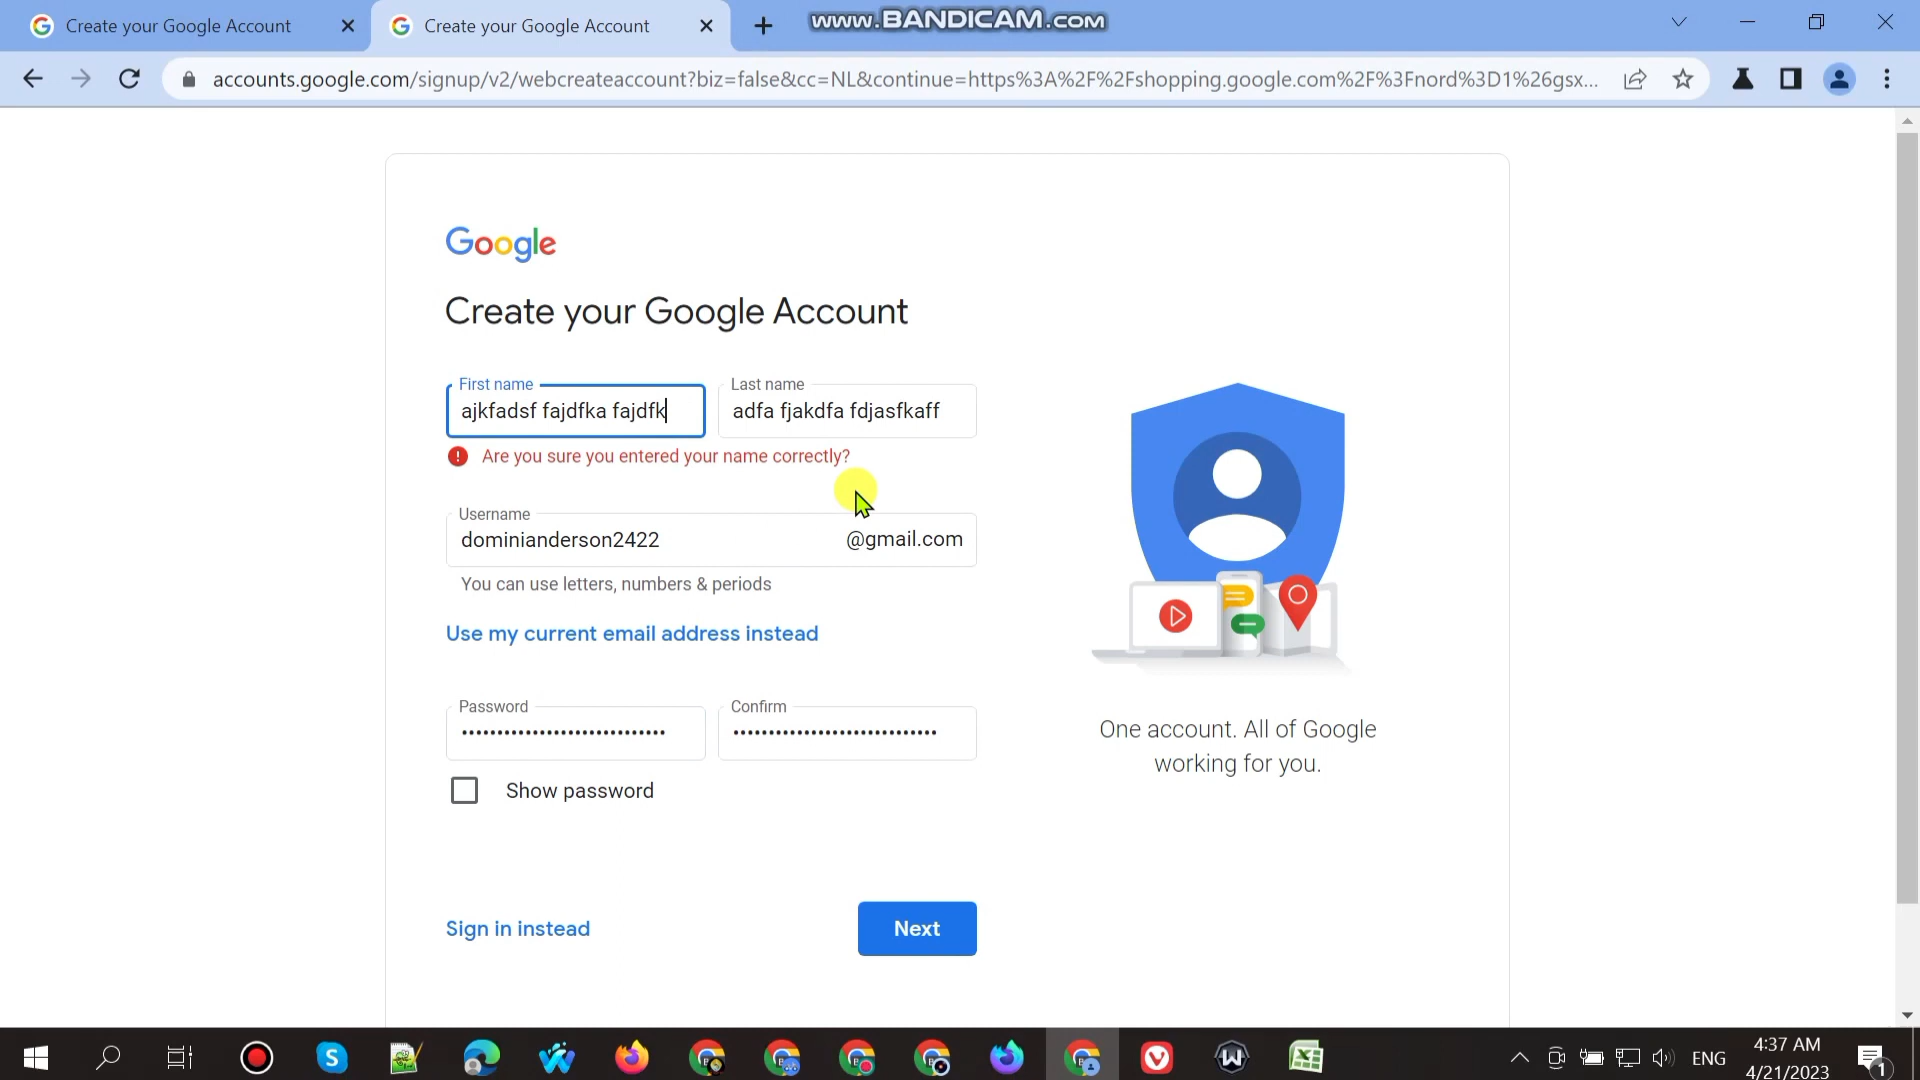 Create your Google Account
Create your Google Account
www.BANDICAM.COM
accounts.google.com/signup/v2/webcreateaccount?biz=false&cc=NL&continue=https%3A%2F%2Fshopping.google.com%2F%3Fnord%3D1%26gsx...
Google
Create your Google Account
First name
Last name
ajkfadsf fajdfka fajdfk
adfa fjakdfa fdjasfkaff
Are you sure you entered your name correctly?
Username
dominianderson2422
@gmail.com
You can use letters, numbers & periods
Use my current email address instead
Password
Confirm
Show password
One account. All of Google
working for you.
Sign in instead
Next
ENG
4:37 AM
4/21/2023
1